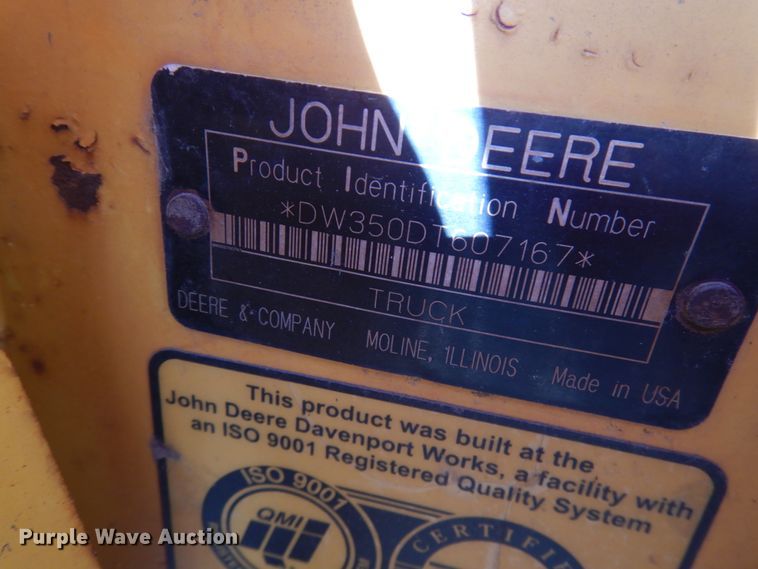 JOHN DEERE
Product Identification Number
*DW350DT607167*
TRUCK
DEERE & COMPANY MOLINE, ILLINOIS Made in USA
This product was built at the
John Deere Davenport Works, a facility with
an ISO 9001 Registered Quality System
ISO 9001
QMI
Purple Wave Auction